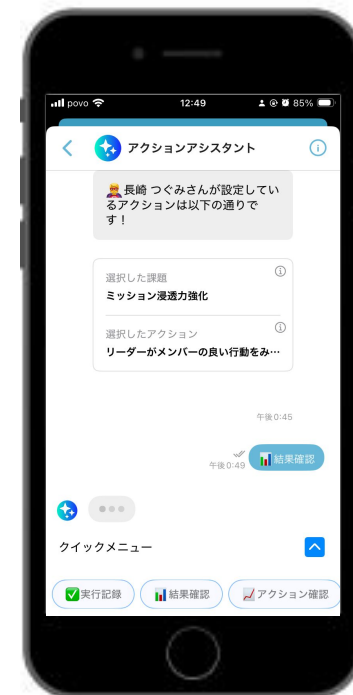 povo 12:49 85%
アクションアシスタント
長崎 つぐみさんが設定してい
るアクションは以下の通りで
す！
選択した課題
ミッション浸透力強化
選択したアクション
リーダーがメンバーの良い行動をみ…
午後0:45
午後0:49 結果確認
クイックメニュー
実行記録 結果確認 アクション確認